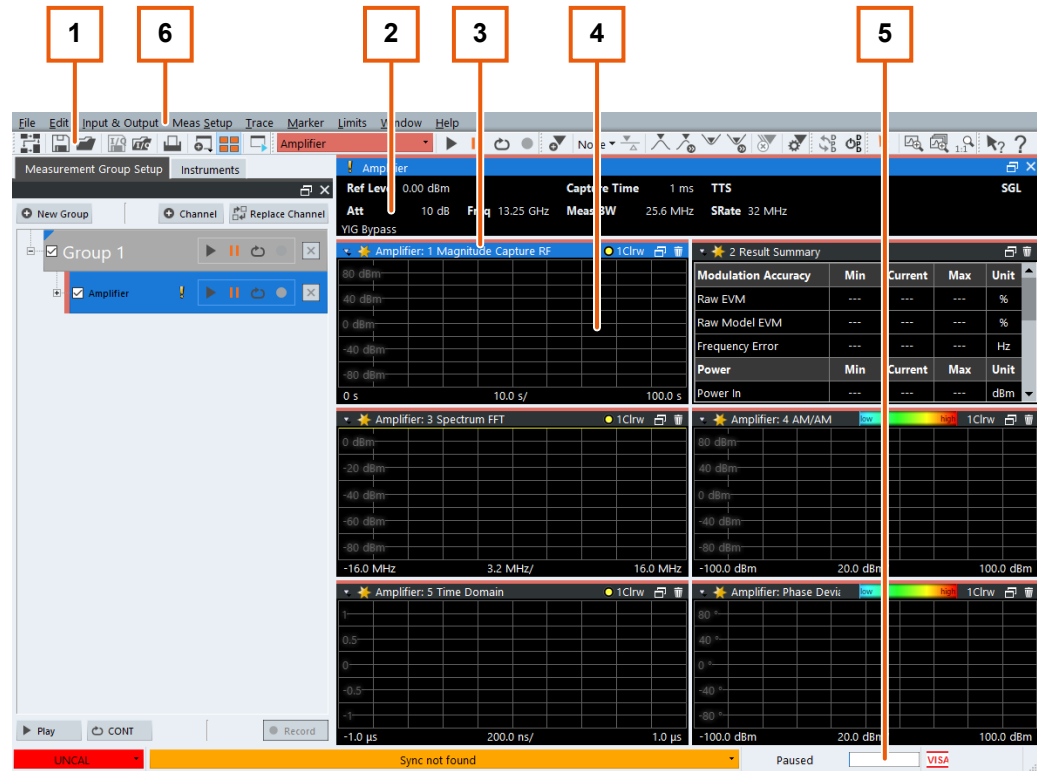 1 6 2 3 4 5
File Edit Input & Output Meas Setup Trace Marker Limits Window Help
Amplifier None 1:1
Measurement Group Setup Instruments
New Group Channel Replace Channel
Group 1
Amplifier
Play CONT Record
Amplifier
Ref Level 0.00 dBm Capture Time 1 ms TTS SGL
Att 10 dB Freq 13.25 GHz Meas BW 25.6 MHz SRate 32 MHz
YIG Bypass
Amplifier: 1 Magnitude Capture RF 1Clrw
80 dBm
40 dBm
0 dBm
-40 dBm
-80 dBm
0 s 10.0 s/ 100.0 s
2 Result Summary
Modulation Accuracy Min Current Max Unit
Raw EVM --- --- --- %
Raw Model EVM --- --- --- %
Frequency Error --- --- --- Hz
Power Min Current Max Unit
Power In --- --- --- dBm
Amplifier: 3 Spectrum FFT 1Clrw
0 dBm
-20 dBm
-40 dBm
-60 dBm
-80 dBm
-16.0 MHz 3.2 MHz/ 16.0 MHz
Amplifier: 4 AM/AM low high 1Clrw
80 dBm
40 dBm
0 dBm
-40 dBm
-80 dBm
-100.0 dBm 20.0 dBm 100.0 dBm
Amplifier: 5 Time Domain 1Clrw
1
0.5
0
-0.5
-1
-1.0 µs 200.0 ns/ 1.0 µs
Amplifier: Phase Devia low high 1Clrw
80 °
40 °
0 °
-40 °
-80 °
-100.0 dBm 20.0 dBm 100.0 dBm
UNCAL Sync not found Paused VISA